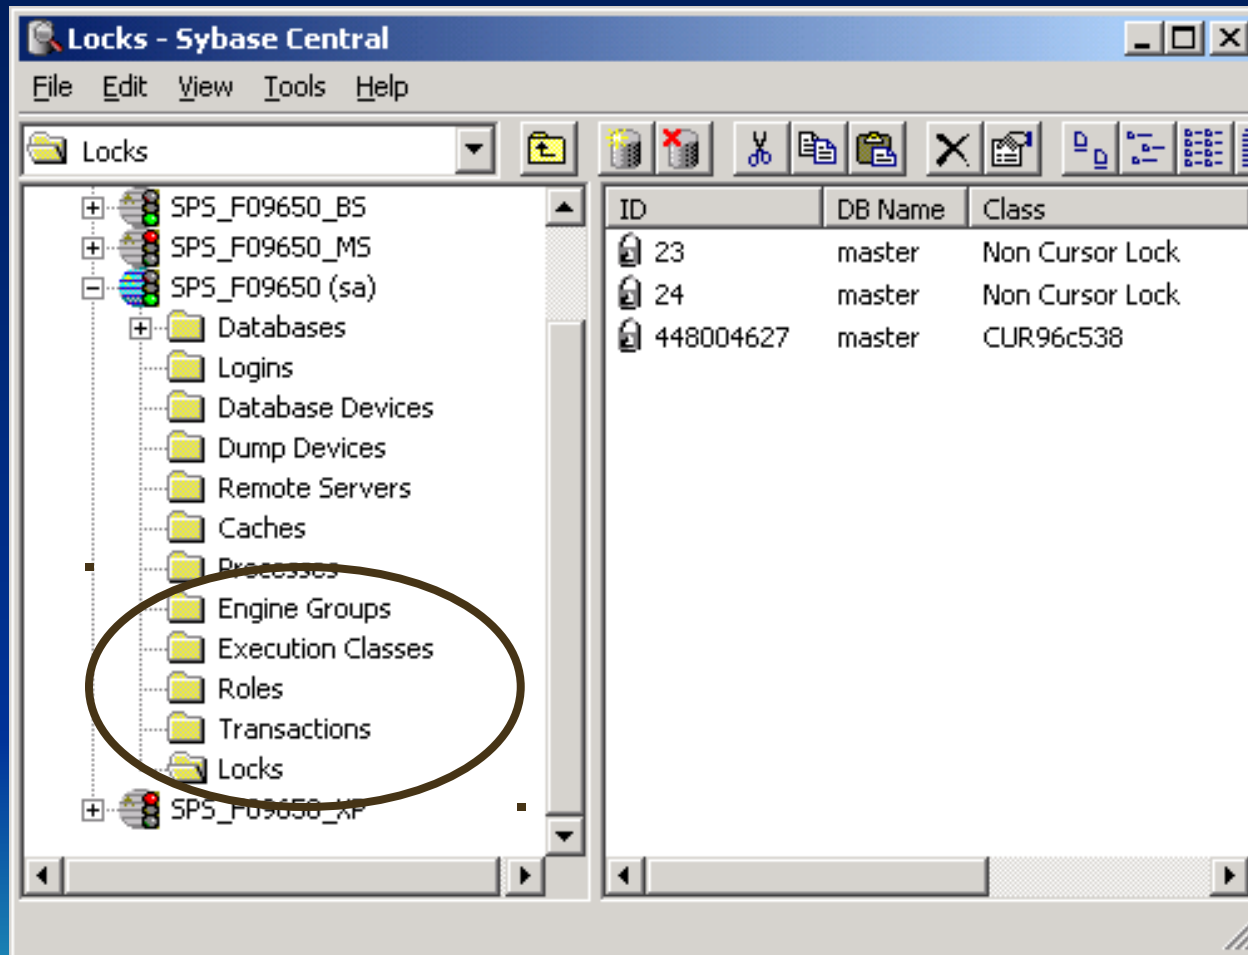 Locks - Sybase Central
File Edit View Tools Help
Locks
SPS_F09650_BS
SPS_F09650_MS
SPS_F09650 (sa)
Databases
Logins
Database Devices
Dump Devices
Remote Servers
Caches
Processes
Engine Groups
Execution Classes
Roles
Transactions
Locks
SPS_F09650_XP
ID DB Name Class
23 master Non Cursor Lock
24 master Non Cursor Lock
448004627 master CUR96c538